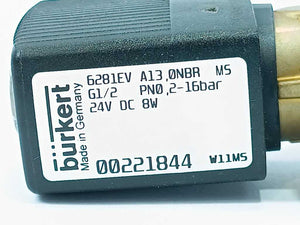 bürkert
Made in Germany
6281EV A13,0NBR MS
G1/2 PN0,2-16bar
24V DC 8W
00221844
W11MS